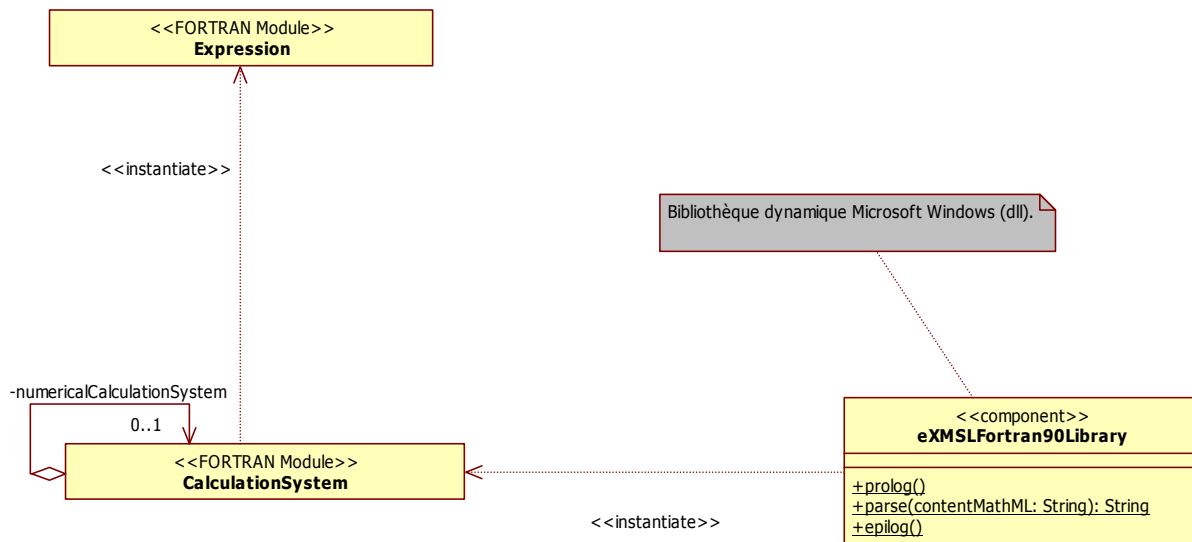 <<FORTRAN Module>>
Expression
<<instantiate>>
Bibliothèque dynamique Microsoft Windows (dll).
-numericalCalculationSystem
0..1
<<FORTRAN Module>>
CalculationSystem
<<component>>
eXMSLFortran90Library
+prolog()
+parse(contentMathML: String): String
+epilog()
<<instantiate>>